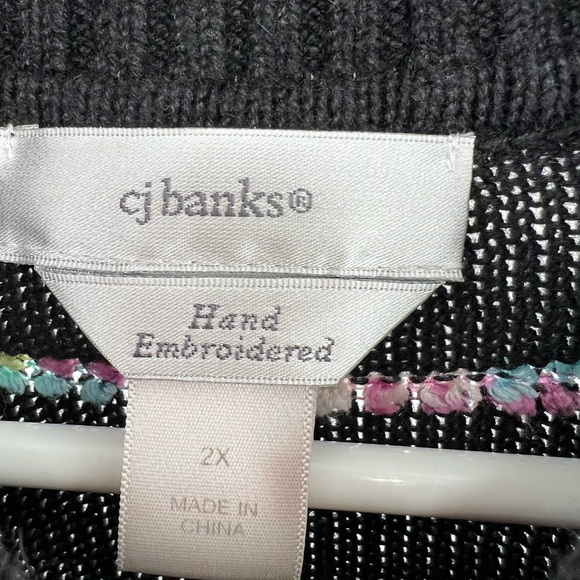 cj banks®
Hand
Embroidered
2X
MADE IN
CHINA